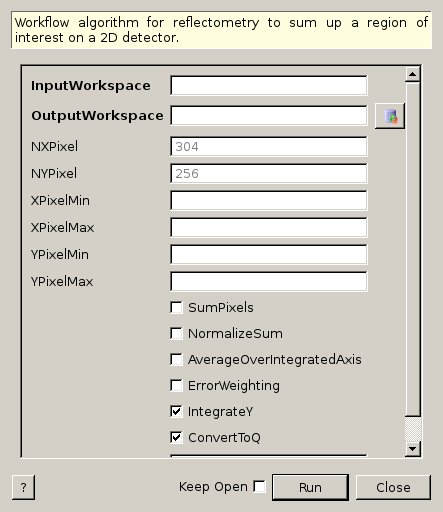 Workflow algorithm for reflectometry to sum up a region of
interest on a 2D detector.
InputWorkspace
OutputWorkspace
NXPixel 304
NYPixel 256
XPixelMin
XPixelMax
YPixelMin
YPixelMax
SumPixels
NormalizeSum
AverageOverIntegratedAxis
ErrorWeighting
IntegrateY
ConvertToQ
? Keep Open Run Close